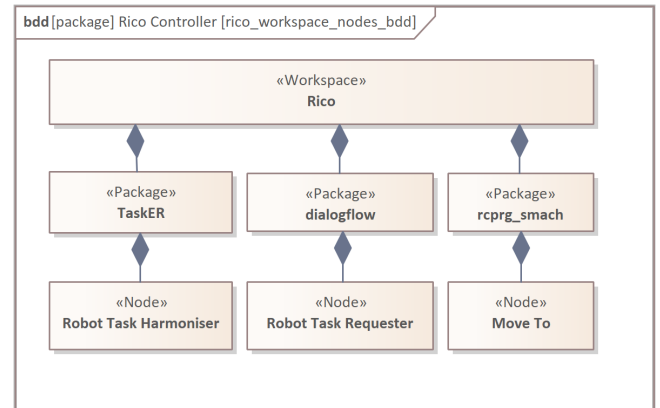 bdd [package] Rico Controller [rico_workspace_nodes_bdd]
«Workspace»
Rico
«Package»
TaskER
«Package»
dialogflow
«Package»
rcprg_smach
«Node»
Robot Task Harmoniser
«Node»
Robot Task Requester
«Node»
Move To